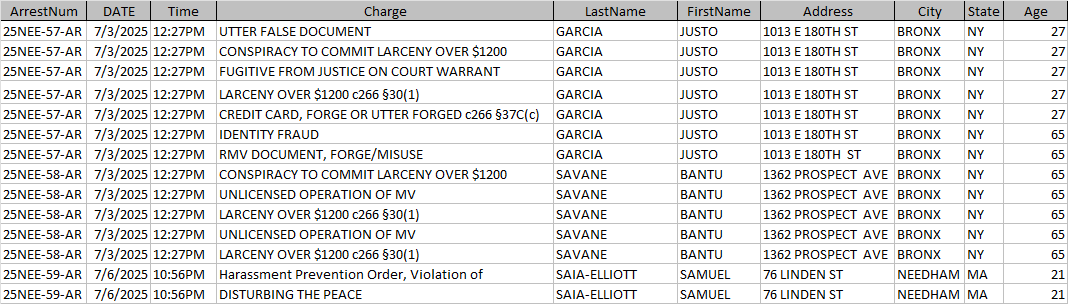 ArrestNum DATE Time Charge LastName FirstName Address City State Age
25NEE-57-AR 7/3/2025 12:27PM UTTER FALSE DOCUMENT GARCIA JUSTO 1013 E 180TH ST BRONX NY 27
25NEE-57-AR 7/3/2025 12:27PM CONSPIRACY TO COMMIT LARCENY OVER $1200 GARCIA JUSTO 1013 E 180TH ST BRONX NY 27
25NEE-57-AR 7/3/2025 12:27PM FUGITIVE FROM JUSTICE ON COURT WARRANT GARCIA JUSTO 1013 E 180TH ST BRONX NY 27
25NEE-57-AR 7/3/2025 12:27PM LARCENY OVER $1200 c266 §30(1) GARCIA JUSTO 1013 E 180TH ST BRONX NY 27
25NEE-57-AR 7/3/2025 12:27PM CREDIT CARD, FORGE OR UTTER FORGED c266 §37C(c) GARCIA JUSTO 1013 E 180TH ST BRONX NY 27
25NEE-57-AR 7/3/2025 12:27PM IDENTITY FRAUD GARCIA JUSTO 1013 E 180TH ST BRONX NY 65
25NEE-57-AR 7/3/2025 12:27PM RMV DOCUMENT, FORGE/MISUSE GARCIA JUSTO 1013 E 180TH ST BRONX NY 65
25NEE-58-AR 7/3/2025 12:27PM CONSPIRACY TO COMMIT LARCENY OVER $1200 SAVANE BANTU 1362 PROSPECT AVE BRONX NY 65
25NEE-58-AR 7/3/2025 12:27PM UNLICENSED OPERATION OF MV SAVANE BANTU 1362 PROSPECT AVE BRONX NY 65
25NEE-58-AR 7/3/2025 12:27PM LARCENY OVER $1200 c266 §30(1) SAVANE BANTU 1362 PROSPECT AVE BRONX NY 65
25NEE-58-AR 7/3/2025 12:27PM UNLICENSED OPERATION OF MV SAVANE BANTU 1362 PROSPECT AVE BRONX NY 65
25NEE-58-AR 7/3/2025 12:27PM LARCENY OVER $1200 c266 §30(1) SAVANE BANTU 1362 PROSPECT AVE BRONX NY 65
25NEE-59-AR 7/6/2025 10:56PM Harassment Prevention Order, Violation of SAIA-ELLIOTT SAMUEL 76 LINDEN ST NEEDHAM MA 21
25NEE-59-AR 7/6/2025 10:56PM DISTURBING THE PEACE SAIA-ELLIOTT SAMUEL 76 LINDEN ST NEEDHAM MA 21